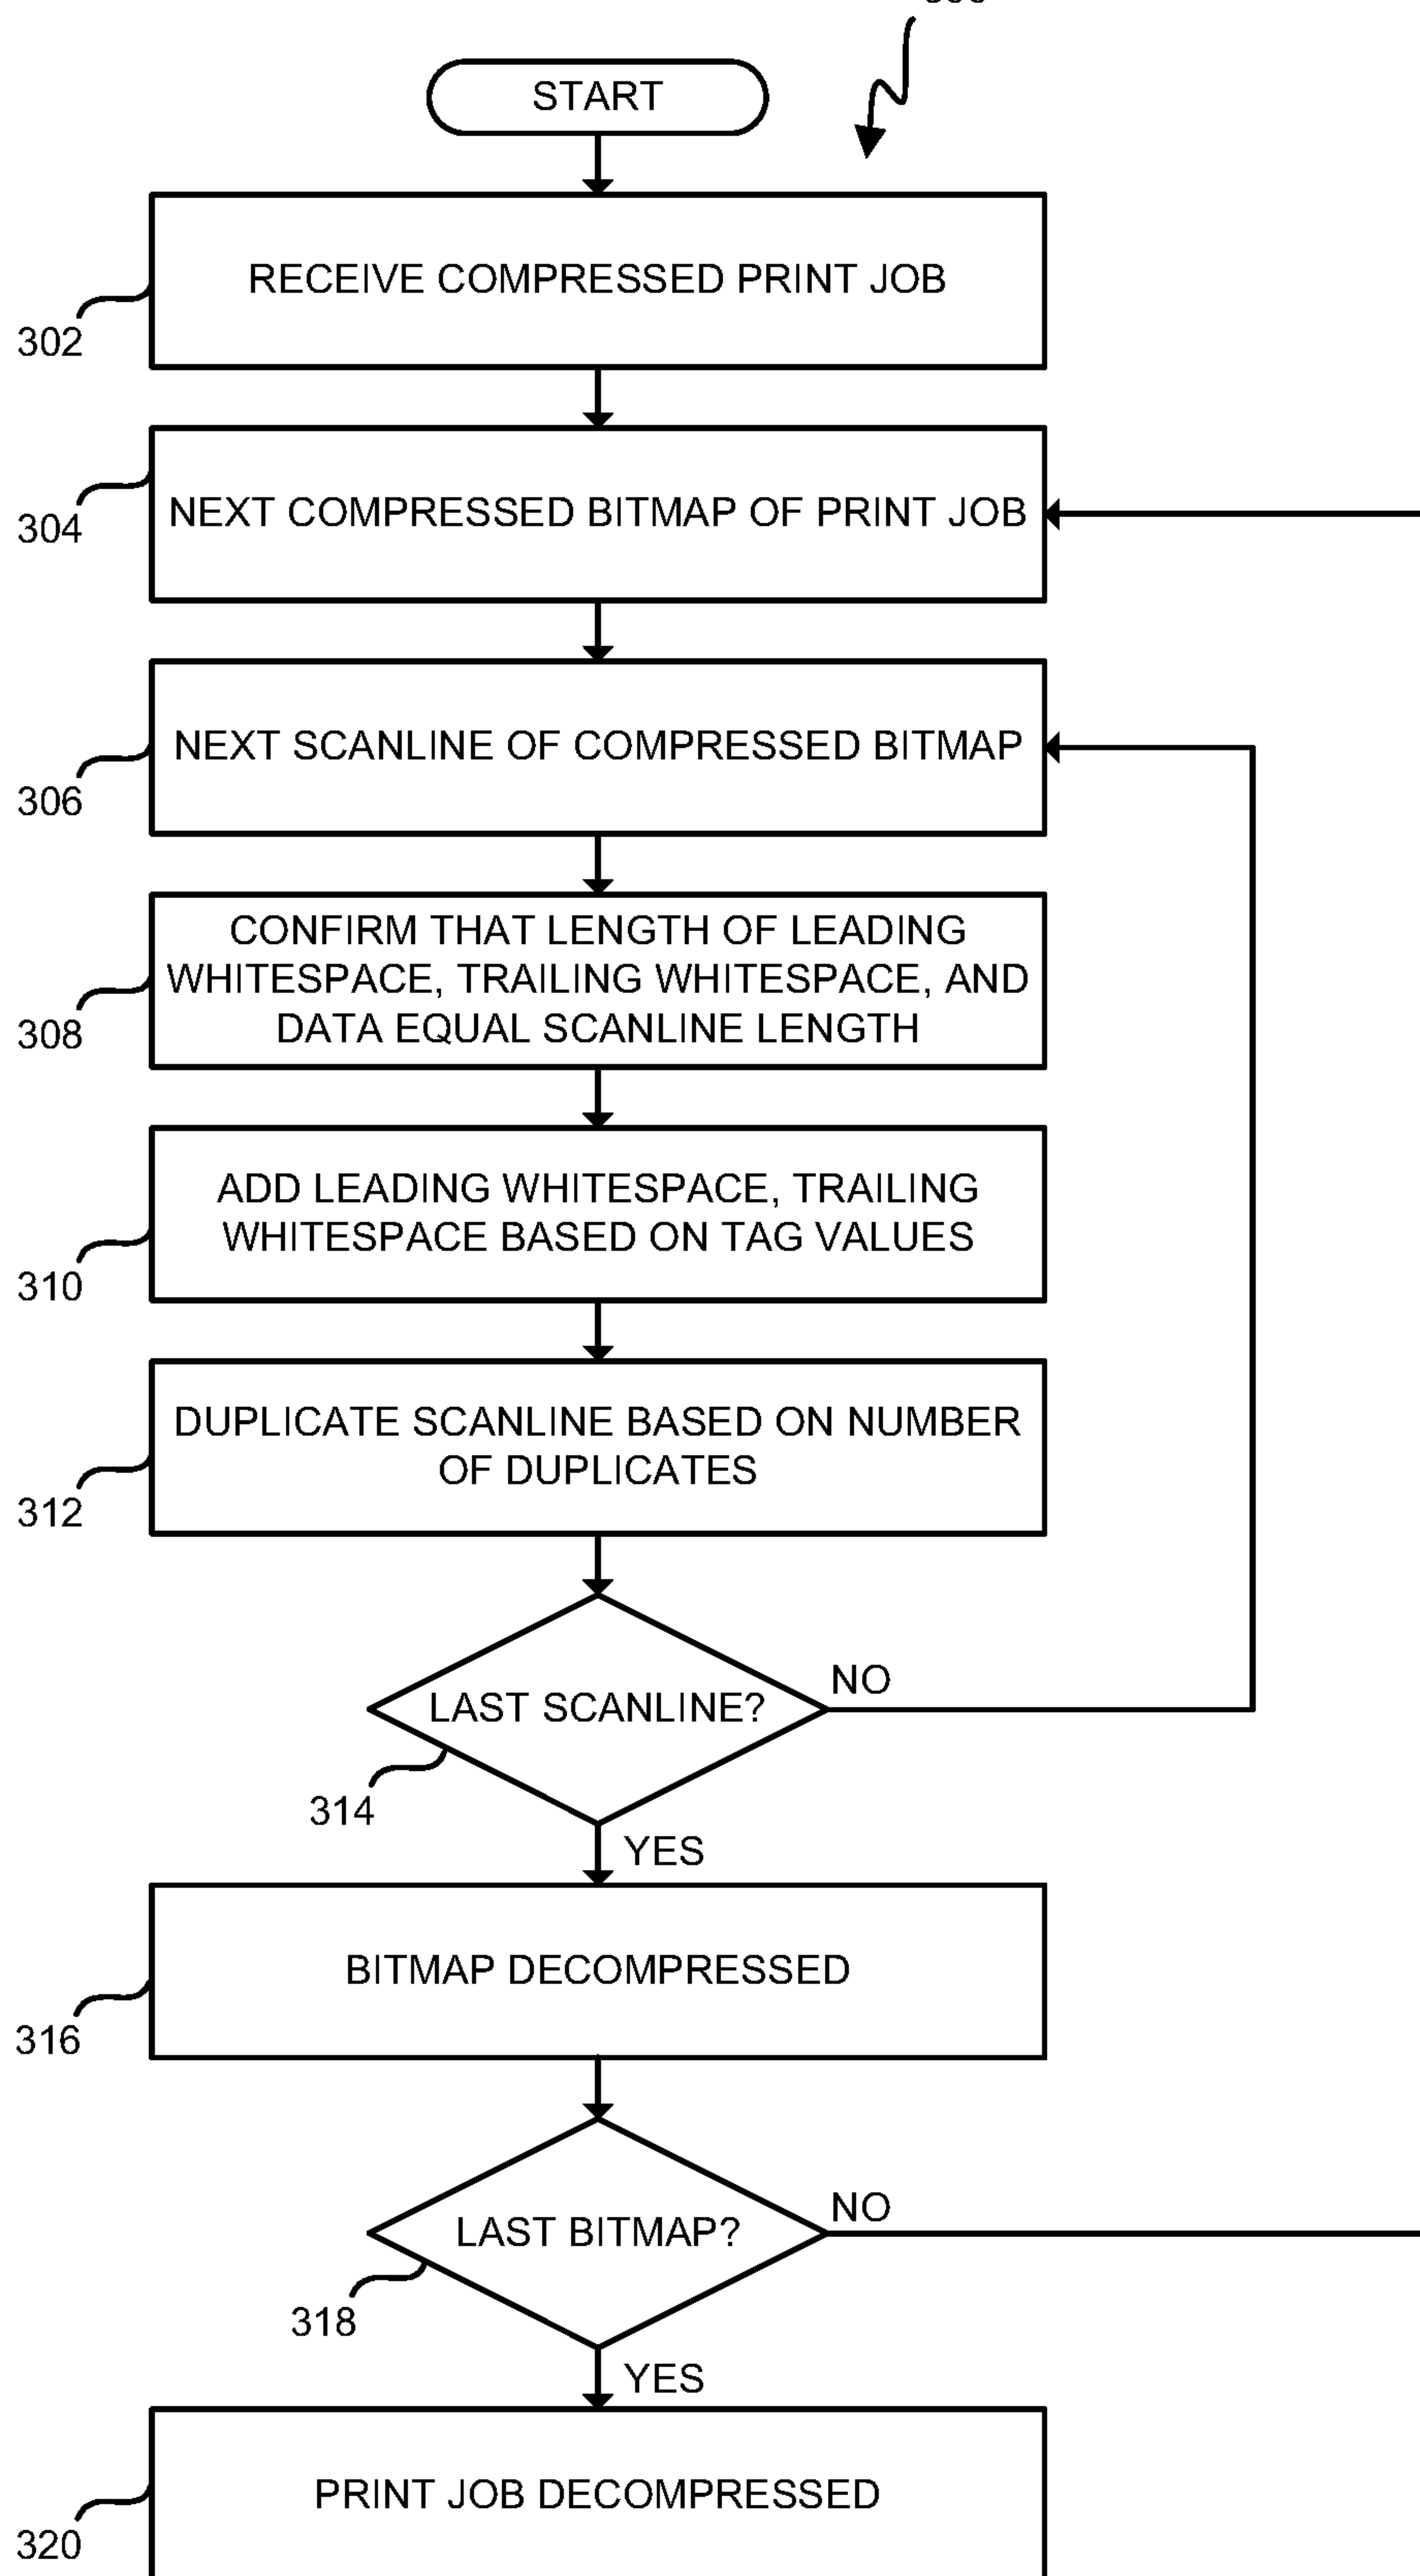 START
RECEIVE COMPRESSED PRINT JOB
302
NEXT COMPRESSED BITMAP OF PRINT JOB
304
NEXT SCANLINE OF COMPRESSED BITMAP
306
CONFIRM THAT LENGTH OF LEADING
WHITESPACE, TRAILING WHITESPACE, AND
DATA EQUAL SCANLINE LENGTH
308
ADD LEADING WHITESPACE, TRAILING
WHITESPACE BASED ON TAG VALUES
310
DUPLICATE SCANLINE BASED ON NUMBER
OF DUPLICATES
312
NO
LAST SCANLINE?
314
YES
BITMAP DECOMPRESSED
316
NO
LAST BITMAP?
318
YES
PRINT JOB DECOMPRESSED
320